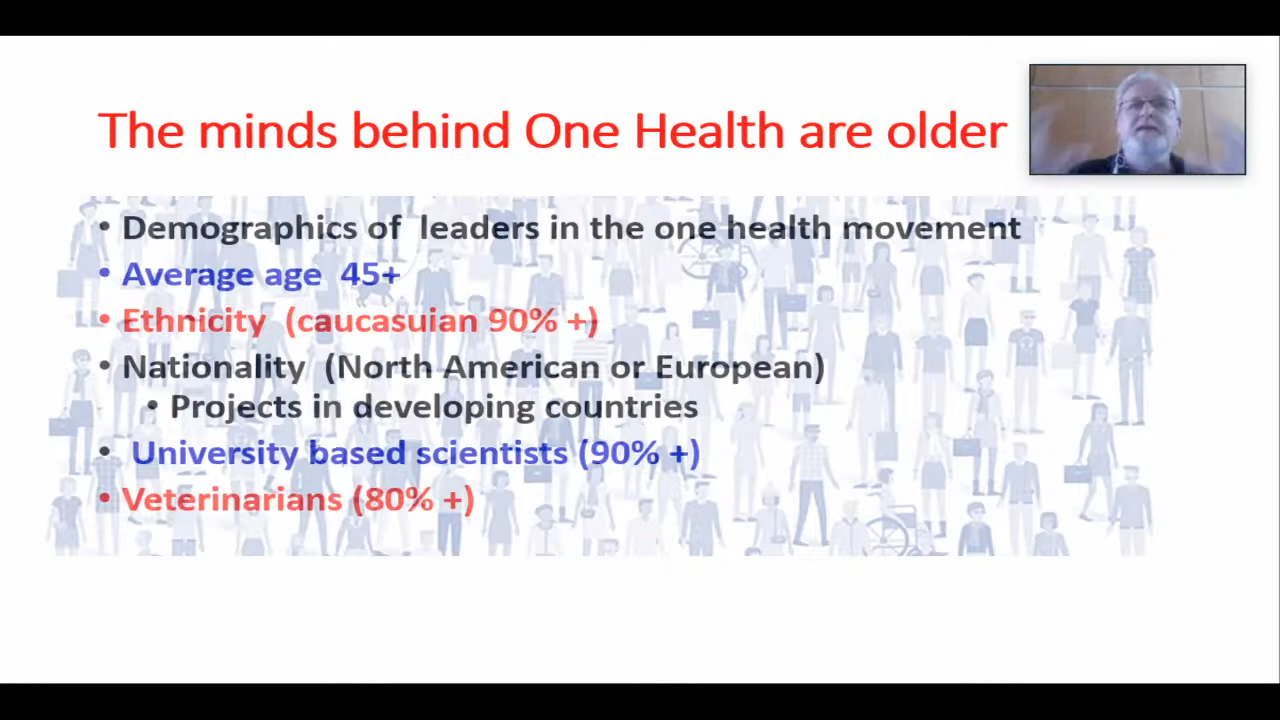 The minds behind One Health are older
• Demographics of leaders in the one health movement
• Average age 45+
• Ethnicity (caucasuian 90% +)
• Nationality (North American or European)
• Projects in developing countries
• University based scientists (90% +)
• Veterinarians (80% +)